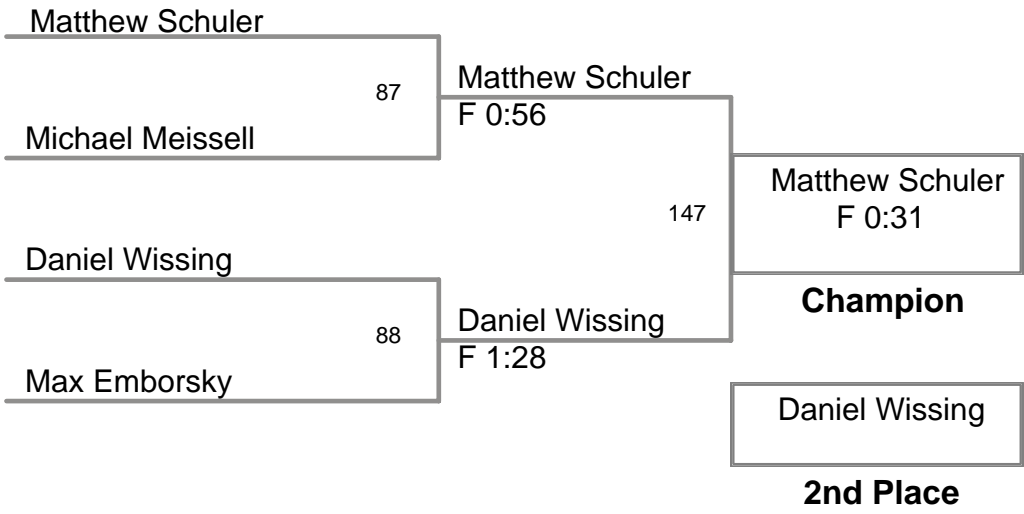 Matthew Schuler
87
Michael Meissell
Matthew Schuler
F 0:56
Daniel Wissing
88
Max Emborsky
Daniel Wissing
F 1:28
147
Matthew Schuler
F 0:31
Champion
Daniel Wissing
2nd Place